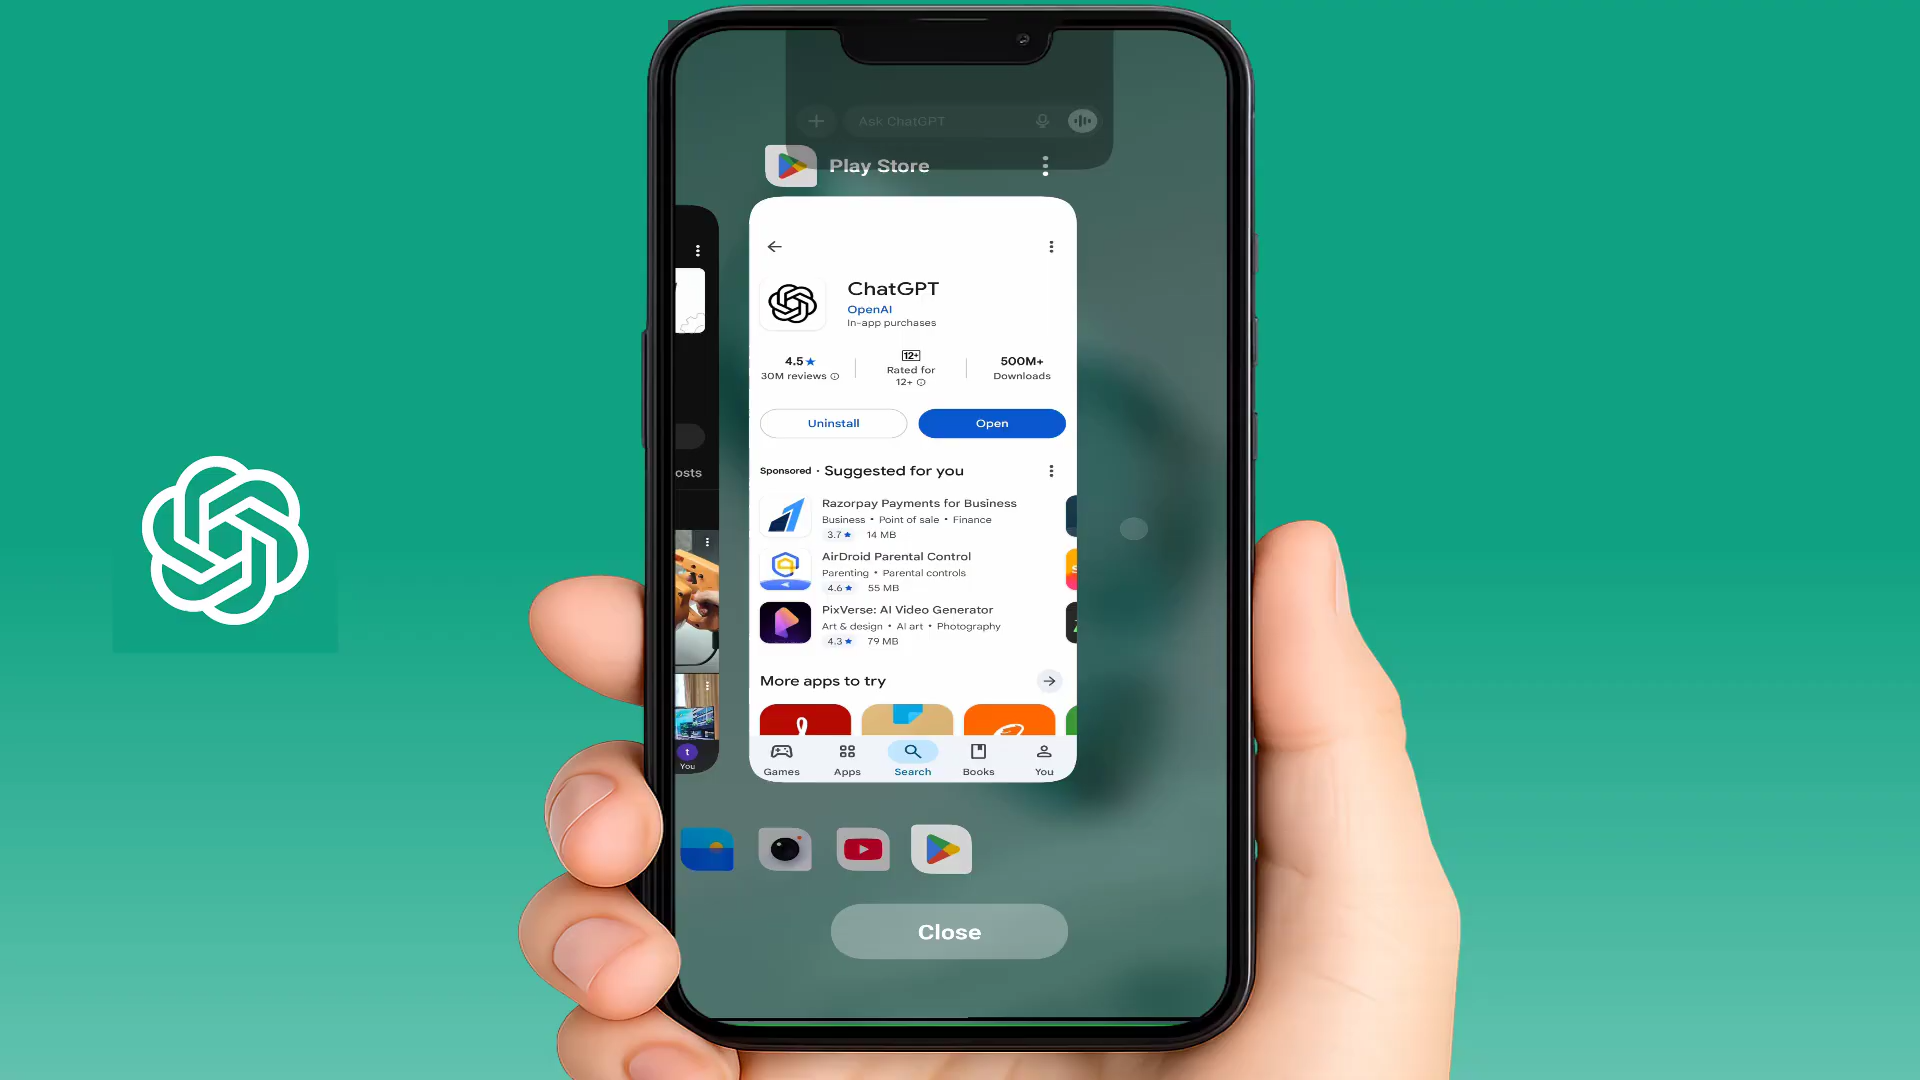 Ask ChatGPT
Play Store
ChatGPT
OpenAI
In-app purchases
4.5★
30M reviews
12+
Rated for
12+
500M+
Downloads
Uninstall
Open
osts
Sponsored · Suggested for you
Razorpay Payments for Business
Business • Point of sale • Finance
3.7 ★ 14 MB
AirDroid Parental Control
Parenting • Parental controls
4.6 ★ 55 MB
PixVerse: AI Video Generator
Art & design • AI art • Photography
4.3 ★ 79 MB
More apps to try
t
You
Games
Apps
Search
Books
You
Close